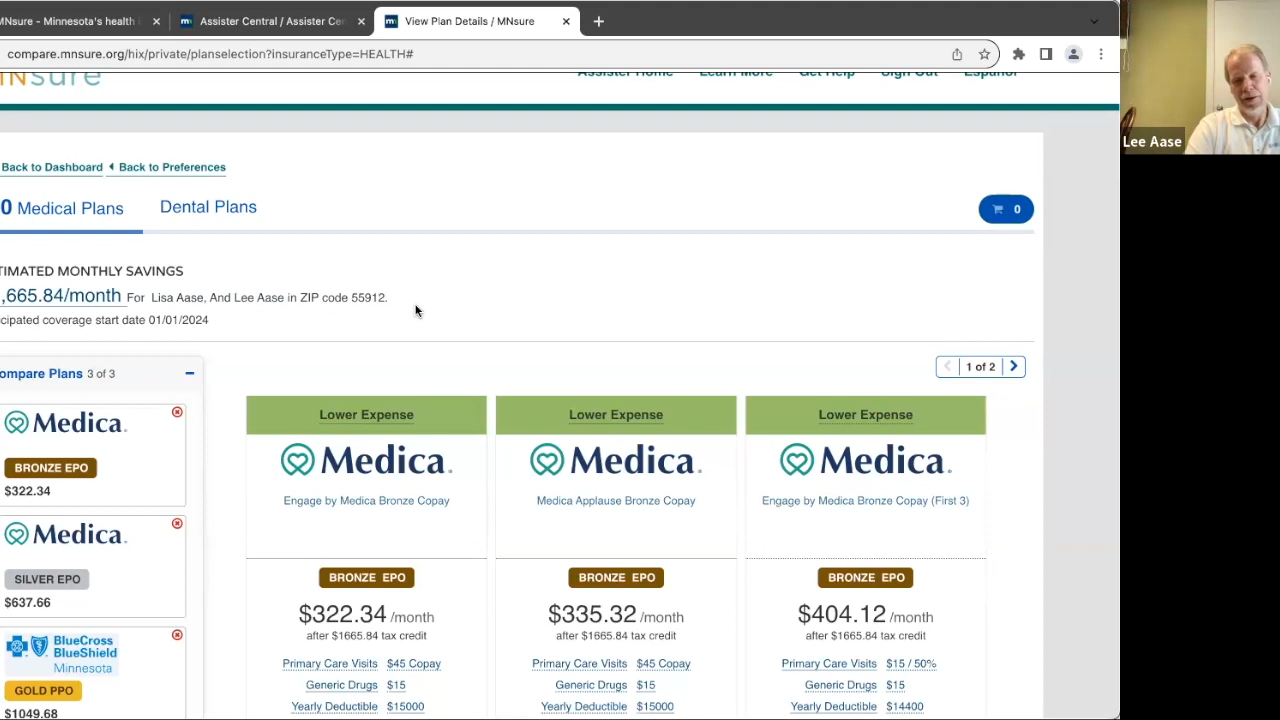 MNsure - Minnesota's health
Assister Central / Assister Ce
View Plan Details / MNsure
compare.mnsure.org/hix/private/planselection?insuranceType=HEALTH#
Nsure
Assister Home Learn More Get Help Sign Out Español
Lee Aase
Back to Dashboard Back to Preferences
0 Medical Plans Dental Plans
0
TIMATED MONTHLY SAVINGS
,665.84/month For Lisa Aase, And Lee Aase in ZIP code 55912.
cipated coverage start date 01/01/2024
ompare Plans 3 of 3
1 of 2
Medica.
BRONZE EPO
$322.34
Medica.
SILVER EPO
$637.66
BlueCross
BlueShield
Minnesota
GOLD PPO
$1049.68
Lower Expense
Medica.
Engage by Medica Bronze Copay
BRONZE EPO
$322.34 /month
after $1665.84 tax credit
Primary Care Visits $45 Copay
Generic Drugs $15
Yearly Deductible $15000
Lower Expense
Medica.
Medica Applause Bronze Copay
BRONZE EPO
$335.32 /month
after $1665.84 tax credit
Primary Care Visits $45 Copay
Generic Drugs $15
Yearly Deductible $15000
Lower Expense
Medica.
Engage by Medica Bronze Copay (First 3)
BRONZE EPO
$404.12 /month
after $1665.84 tax credit
Primary Care Visits $15 / 50%
Generic Drugs $15
Yearly Deductible $14400